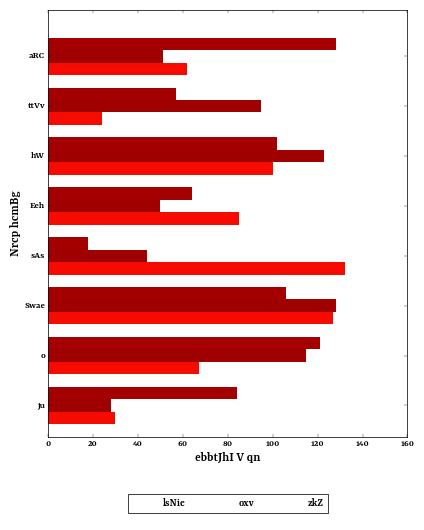 aRC
ttVv
hW
Eeh
sAs
Swae
o
ju
Nrcp hcmBg
0 20 40 60 80 100 120 140 160
ebbtJhI V qn
lsNie oxv zkZ